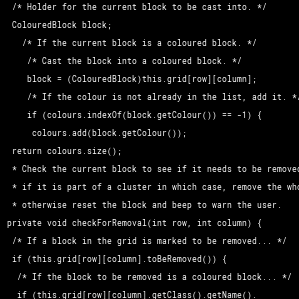 /* Holder for the current block to be cast into. */
ColouredBlock block;
/* If the current block is a coloured block. */
/* Cast the block into a coloured block. */
block = (ColouredBlock)this.grid[row][column];
/* If the colour is not already in the list, add it. */
if (colours.indexOf(block.getColour()) == -1) {
colours.add(block.getColour());
return colours.size();
* Check the current block to see if it needs to be removed
* if it is part of a cluster in which case, remove the who
* otherwise reset the block and beep to warn the user.
private void checkForRemoval(int row, int column) {
/* If a block in the grid is marked to be removed... */
if (this.grid[row][column].toBeRemoved()) {
/* If the block to be removed is a coloured block... */
if (this.grid[row][column].getClass().getName().